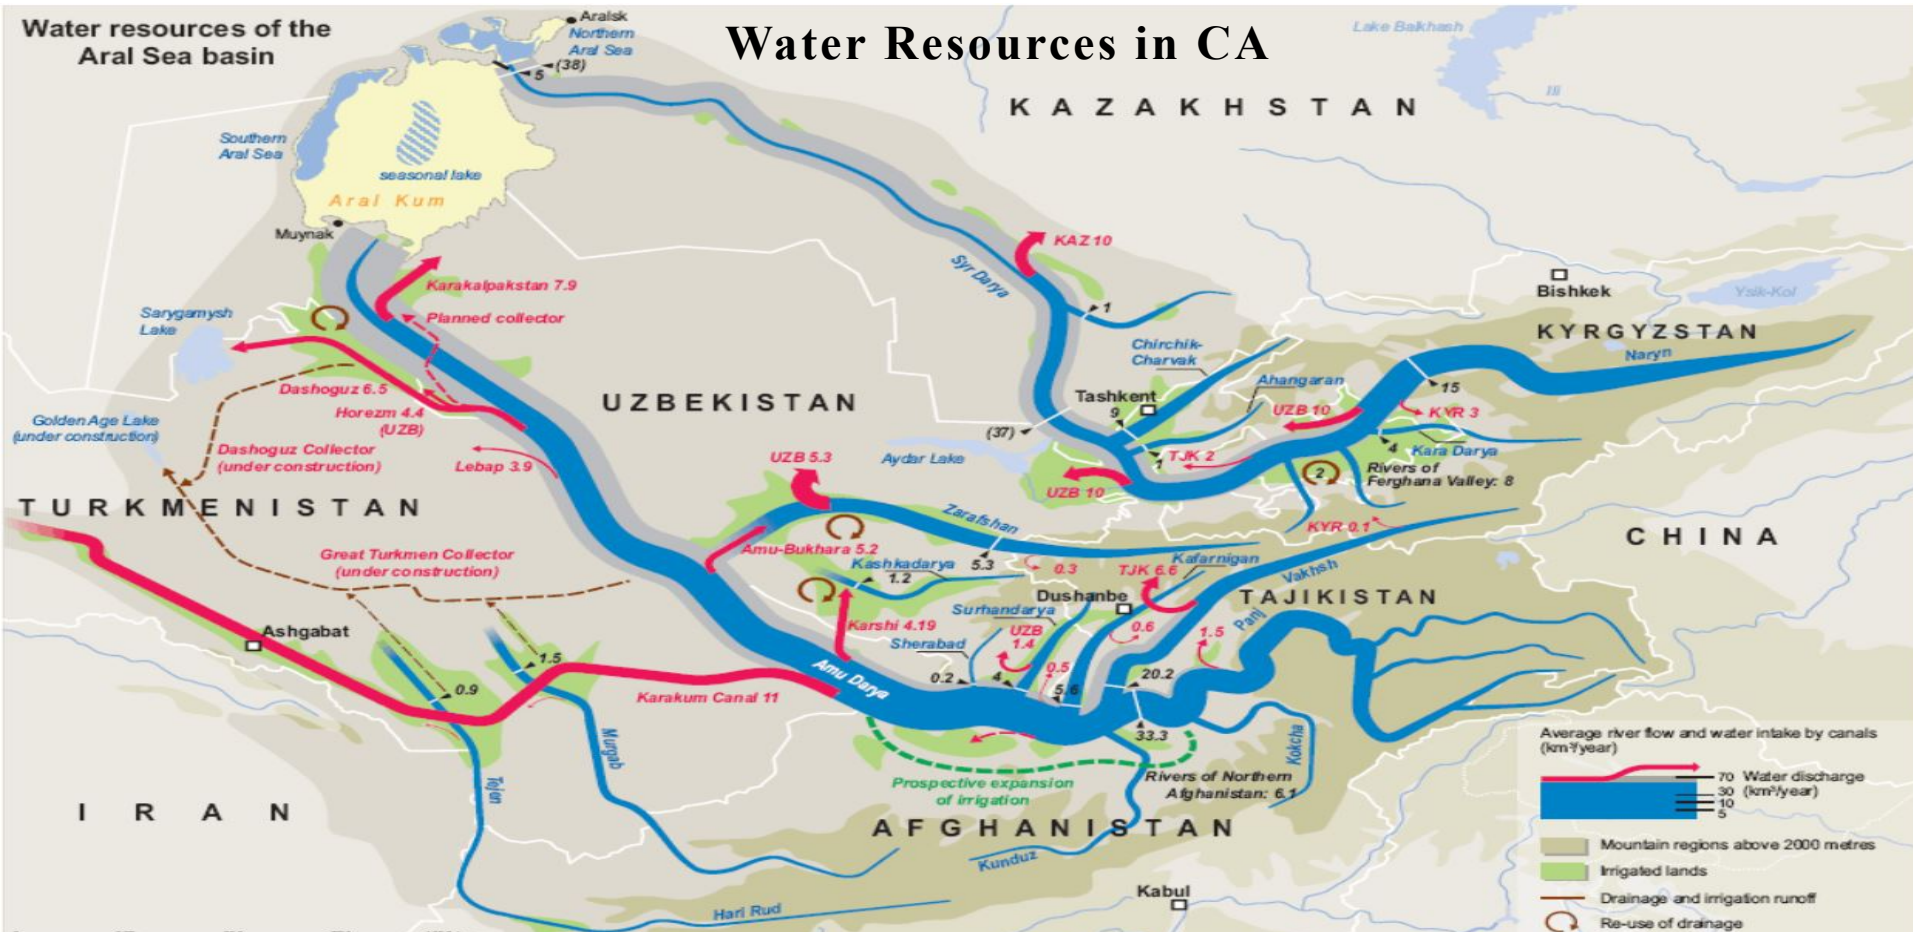 Water resources of the
Aral Sea basin
Water Resources in CA
Aralsk
Northern
Aral Sea
(38)
5
Lake Balkhash
Ili
KAZAKHSTAN
Southern
Aral Sea
seasonal lake
Aral Kum
Muynak
KAZ 10
Syr Darya
1
Bishkek
Ysik-Kol
KYRGYZSTAN
Naryn
15
Karakalpakstan 7.9
Planned collector
Sarygamysh
Lake
Chirchik-
Charvak
Ahangaran
Tashkent
9
UZB 10
KYR 3
Dashoguz 6.5
Horezm 4.4
(UZB)
UZBEKISTAN
Golden Age Lake
(under construction)
Dashoguz Collector
(under construction)
Lebap 3.9
(37)
Aydar Lake
1
TJK 2
4
Kara Darya
Rivers of
Ferghana Valley: 8
2
UZB 5.3
UZB 10
TURKMENISTAN
Zarafshan
KYR 0.1
CHINA
Great Turkmen Collector
(under construction)
Amu-Bukhara 5.2
5.3
Kashkadarya
1.2
0.3
TJK 6.6
Kafarnigan
Vakhsh
Dushanbe
TAJIKISTAN
Surhandarya
Karshi 4.19
UZB
1.4
0.6
1.5
Panj
Sherabad
Ashgabat
1.5
0.9
0.2
4
0.5
5.6
20.2
Amu Darya
Karakum Canal 11
33.3
Murgab
Kokcha
Tejen
Prospective expansion
of irrigation
Rivers of Northern
Afghanistan: 6.1
IRAN
AFGHANISTAN
Kunduz
Kabul
Hari Rud
Average river flow and water intake by canals
(km³/year)
70 Water discharge
30 (km³/year)
10
5
Mountain regions above 2000 metres
Irrigated lands
Drainage and irrigation runoff
Re-use of drainage